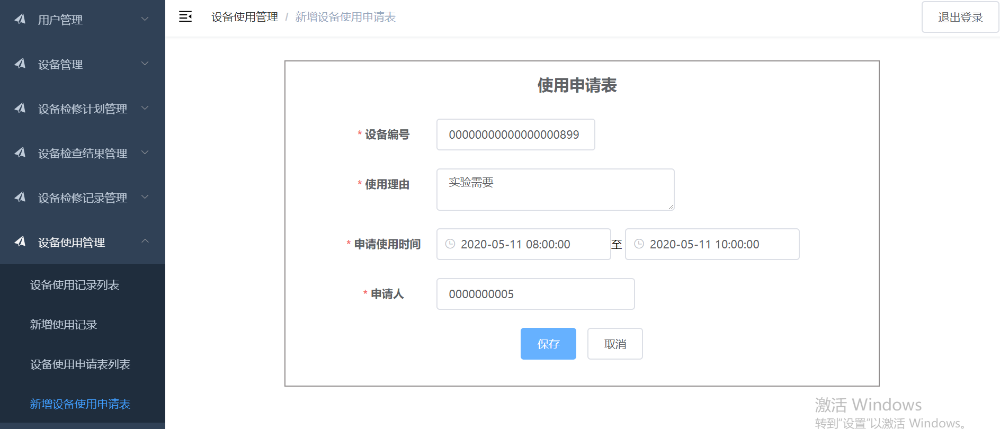 用户管理
设备管理
设备检修计划管理
设备检查结果管理
设备检修记录管理
设备使用管理
设备使用记录列表
新增使用记录
设备使用申请表列表
新增设备使用申请表
设备使用管理 / 新增设备使用申请表
退出登录
使用申请表
* 设备编号 00000000000000000899
* 使用理由 实验需要
* 申请使用时间 2020-05-11 08:00:00 至 2020-05-11 10:00:00
* 申请人 0000000005
保存 取消
激活 Windows
转到“设置”以激活 Windows。